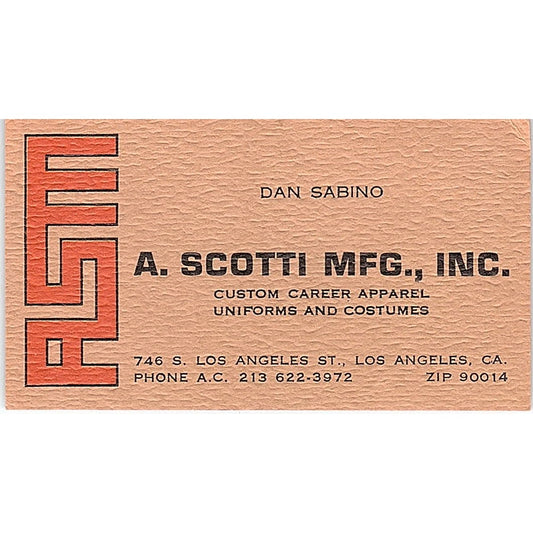 ASM
DAN SABINO
A. SCOTTI MFG., INC.
CUSTOM CAREER APPAREL
UNIFORMS AND COSTUMES
746 S. LOS ANGELES ST., LOS ANGELES, CA.
PHONE A.C. 213 622-3972 ZIP 90014